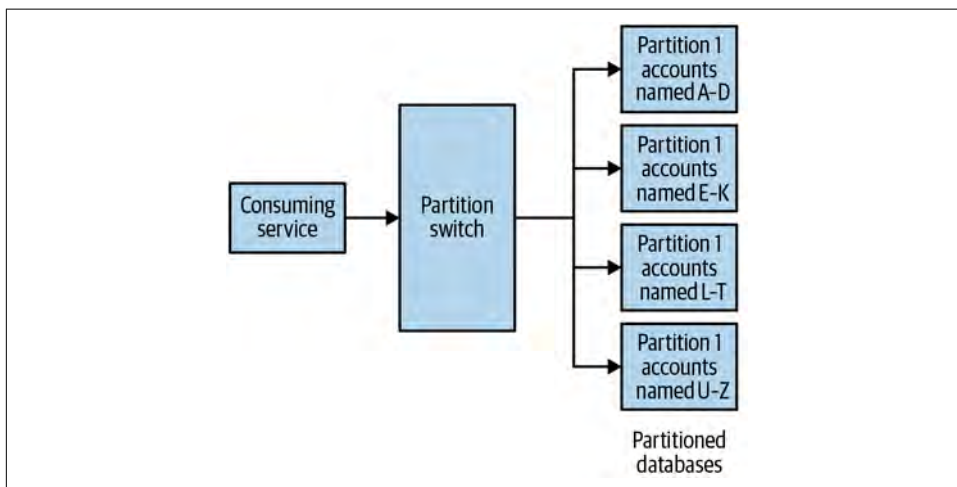 Consuming
service
Partition
switch
Partition 1
accounts
named A–D
Partition 1
accounts
named E–K
Partition 1
accounts
named L–T
Partition 1
accounts
named U–Z
Partitioned
databases